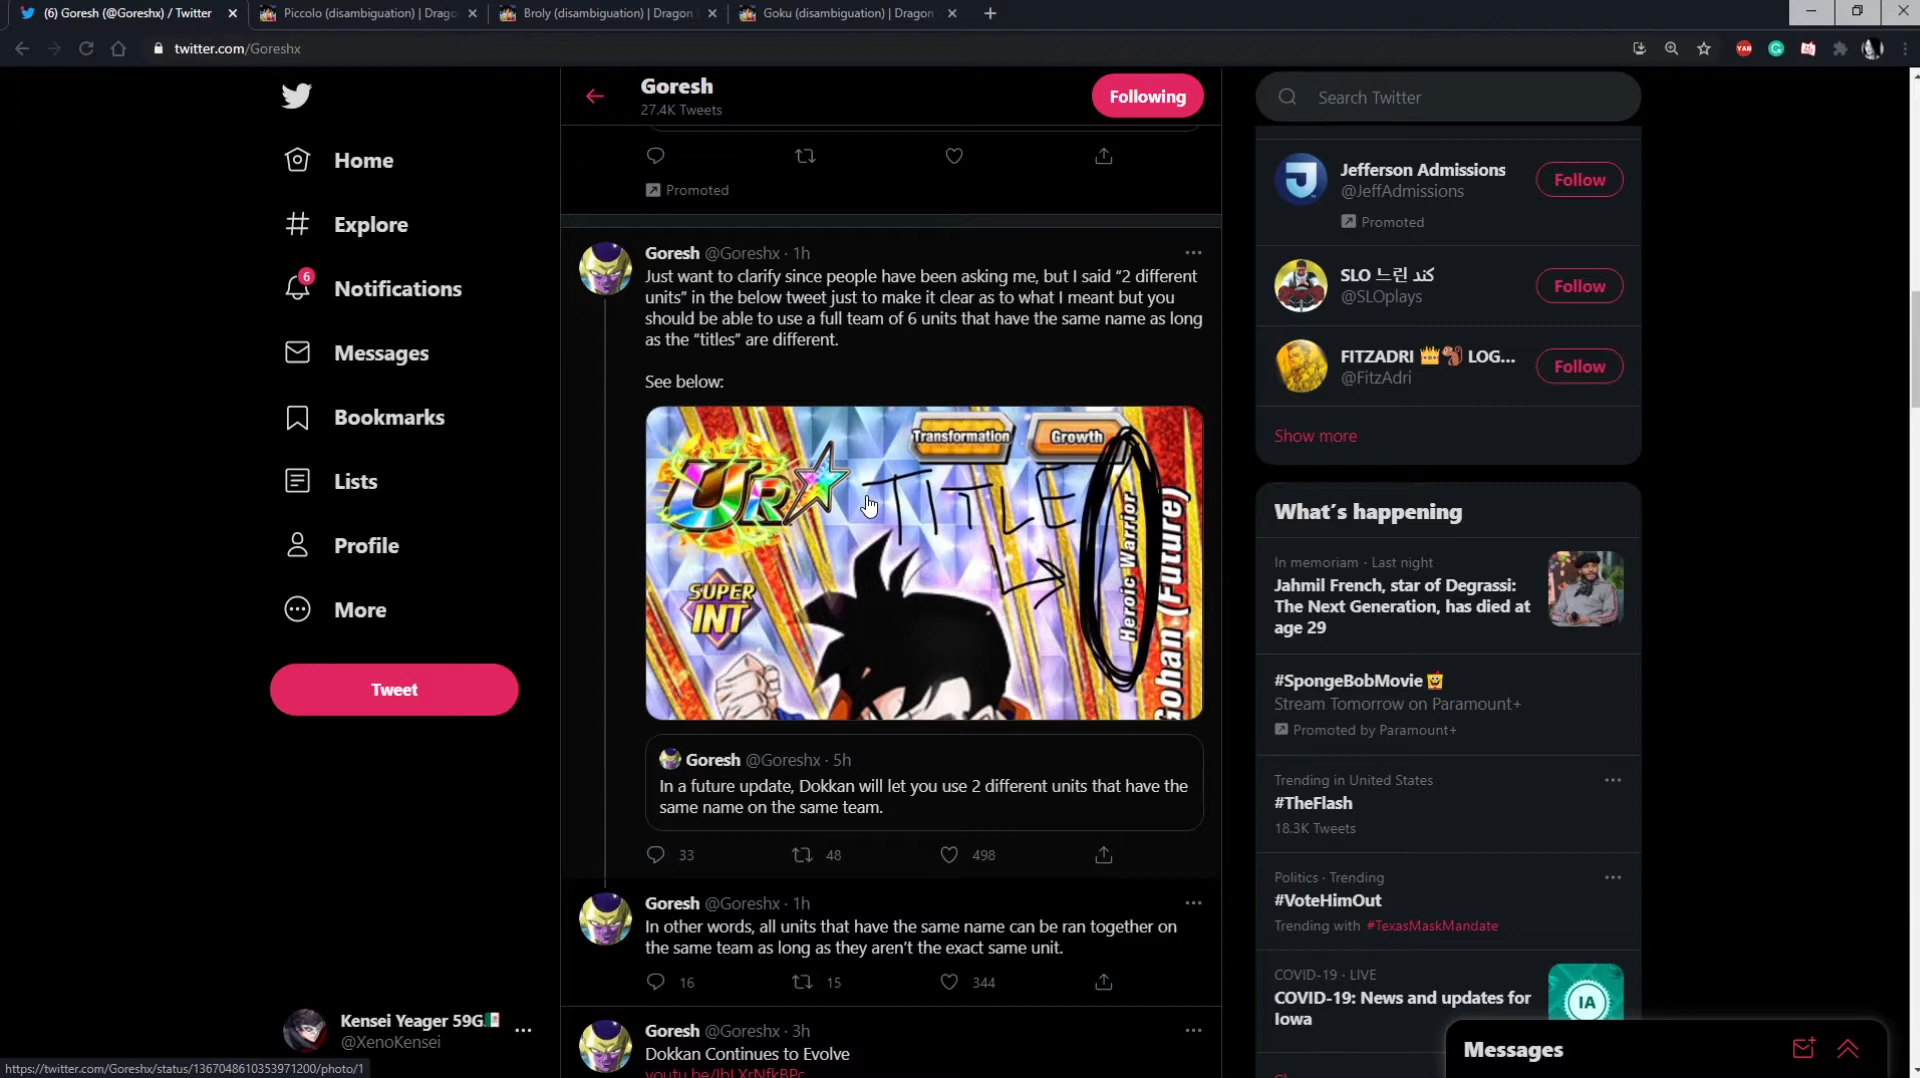 (6) Goresh (@Goreshx) / Twitter
Piccolo (disambiguation) | Drago
Broly (disambiguation) | Dragon
Goku (disambiguation) | Dragon
twitter.com/Goreshx
YAB
Home
Explore
6
Notifications
Messages
Bookmarks
Lists
Profile
More
Tweet
Kensei Yeager 59G
@XenoKensei
https://twitter.com/Goreshx/status/1367048610353971200/photo/1
Goresh
27.4K Tweets
Following
Promoted
Goresh @Goreshx · 1h
Just want to clarify since people have been asking me, but I said “2 different
units” in the below tweet just to make it clear as to what I meant but you
should be able to use a full team of 6 units that have the same name as long
as the “titles” are different.
See below:
UR
Transformation
Growth
TITLE
SUPER
INT
Heroic Warrior
Gohan (Future)
Goresh @Goreshx · 5h
In a future update, Dokkan will let you use 2 different units that have the
same name on the same team.
33
48
498
Goresh @Goreshx · 1h
In other words, all units that have the same name can be ran together on
the same team as long as they aren’t the exact same unit.
16
15
344
Goresh @Goreshx · 3h
Dokkan Continues to Evolve
Search Twitter
Jefferson Admissions
@JeffAdmissions
Promoted
Follow
SLO 느린 کند
@SLOplays
Follow
FITZADRI 👑🐿️ LOG...
@FitzAdri
Follow
Show more
What’s happening
In memoriam · Last night
Jahmil French, star of Degrassi:
The Next Generation, has died at
age 29
#SpongeBobMovie
Stream Tomorrow on Paramount+
Promoted by Paramount+
Trending in United States
#TheFlash
18.3K Tweets
Politics · Trending
#VoteHimOut
Trending with #TexasMaskMandate
COVID-19 · LIVE
COVID-19: News and updates for
Iowa
IA
Messages